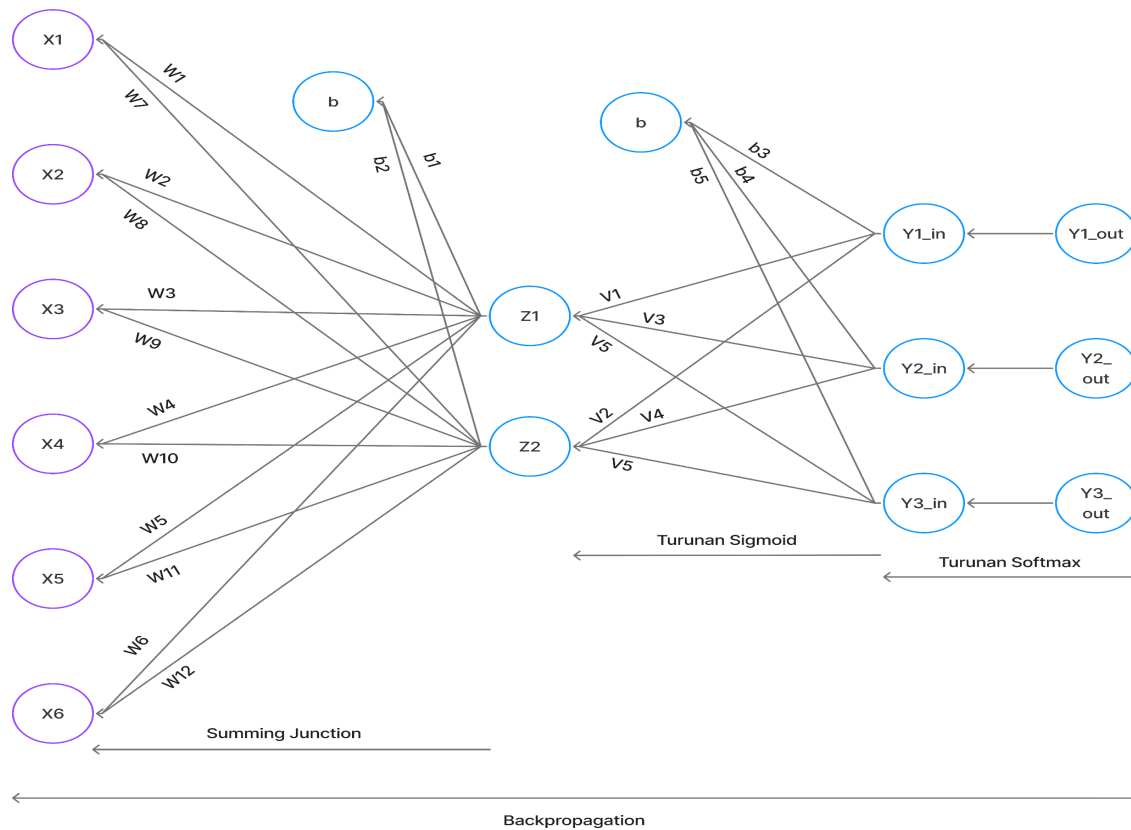 X1
W1
W7
b
b
b1
b2
b3
b4
b5
X2
W2
W8
Y1_in
Y1_out
X3
W3
W9
Z1
V1
V3
V5
Y2_in
Y2_
out
X4
W4
W10
Z2
V2
V4
V5
Y3_in
Y3_
out
X5
W5
W11
Turunan Sigmoid
Turunan Softmax
X6
W6
W12
Summing Junction
Backpropagation